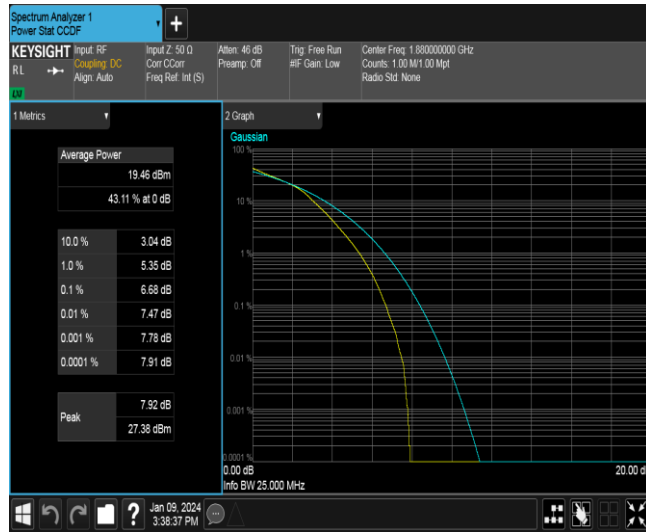 Spectrum Analyzer 1
Power Stat CCDF
+
KEYSIGHT
RL
LXI
Input: RF
Coupling: DC
Align: Auto
Input Z: 50 Ω
Corr CCorr
Freq Ref: Int (S)
Atten: 46 dB
Preamp: Off
Trig: Free Run
#IF Gain: Low
Center Freq: 1.880000000 GHz
Counts: 1.00 M/1.00 Mpt
Radio Std: None
1 Metrics
Average Power
19.46 dBm
43.11 % at 0 dB
10.0 % 3.04 dB
1.0 % 5.35 dB
0.1 % 6.68 dB
0.01 % 7.47 dB
0.001 % 7.78 dB
0.0001 % 7.91 dB
Peak
7.92 dB
27.38 dBm
2 Graph
Gaussian
100 %
10 %
1 %
0.1 %
0.01 %
0.001 %
0.0001 %
0.00 dB 20.00 d
Info BW 25.000 MHz
?
Jan 09, 2024
3:38:37 PM